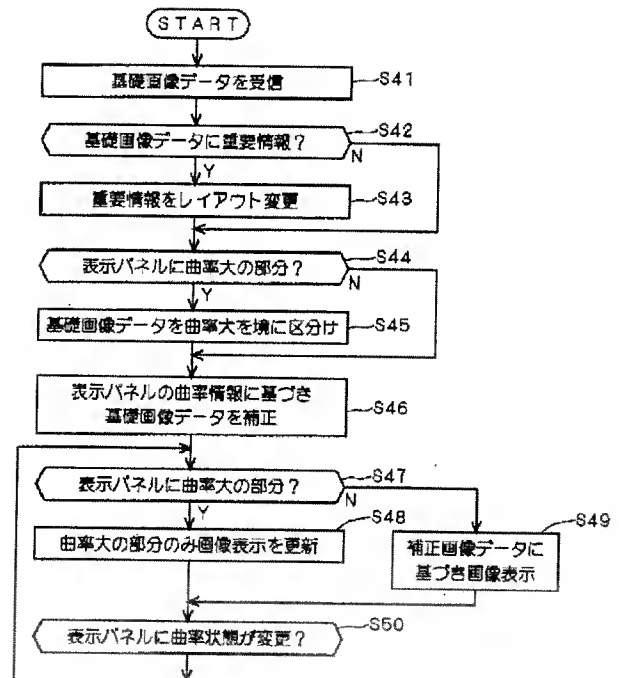 START
基礎画像データを受信
S41
基礎画像データに重要情報?
S42
N
Y
重要情報をレイアウト変更
S43
表示パネルに曲率大の部分?
S44
N
Y
基礎画像データを曲率大を境に区分け
S45
表示パネルの曲率情報に基づき
基礎画像データを補正
S46
表示パネルに曲率大の部分?
S47
N
Y
S48
曲率大の部分のみ画像表示を更新
S49
補正画像データに
基づき画像表示
表示パネルに曲率状態が変更?
S50